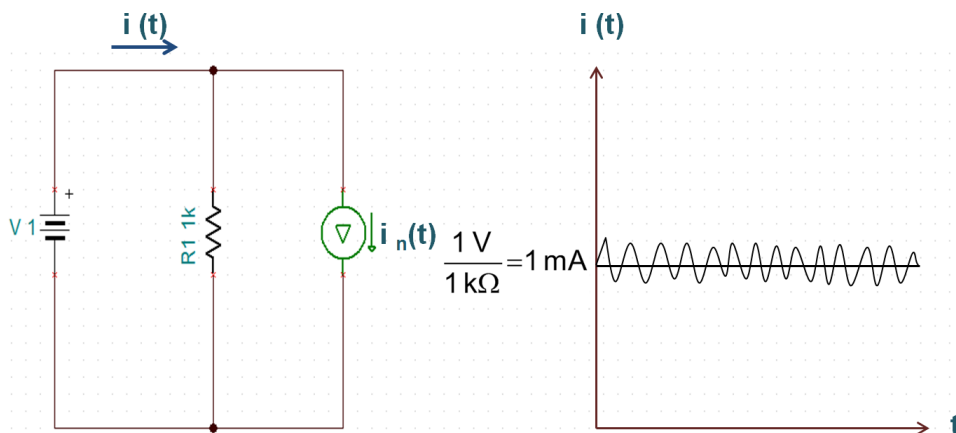 i (t)
i (t)
+
V 1
R1 1k
i n(t)
1 V
1 kΩ
=1 mA
t